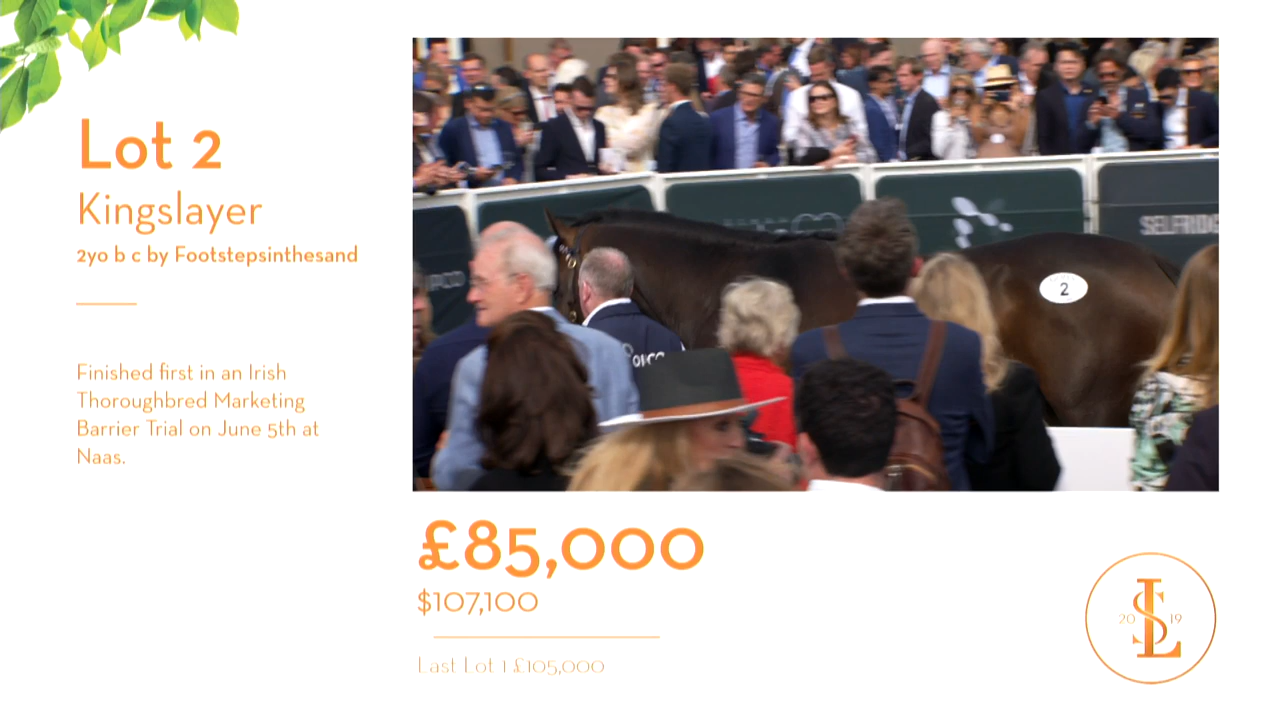 Lot 2
Kingslayer
2yo b c by Footstepsinthesand
Finished first in an Irish
Thoroughbred Marketing
Barrier Trial on June 5th at
Naas.
2
£85,000
$107,100
Last Lot 1 £105,000
20 SL 19